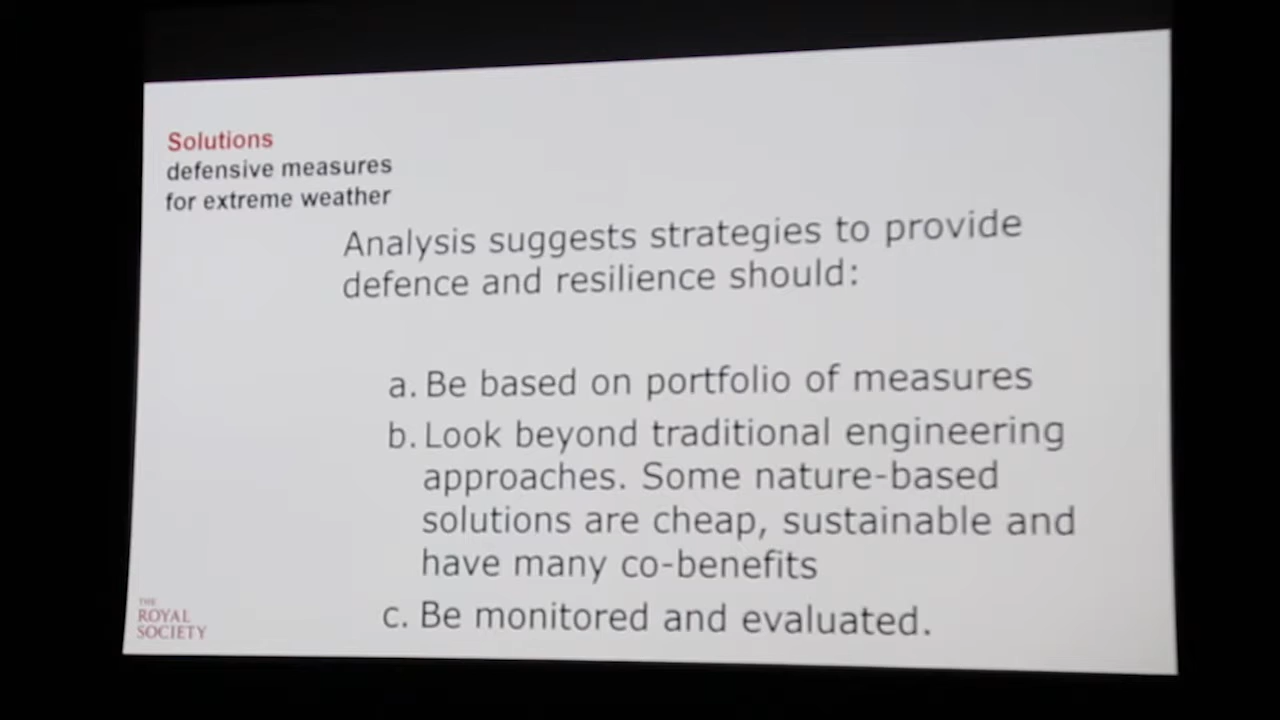 Solutions
defensive measures
for extreme weather
Analysis suggests strategies to provide
defence and resilience should:
a. Be based on portfolio of measures
b. Look beyond traditional engineering
approaches. Some nature-based
solutions are cheap, sustainable and
have many co-benefits
c. Be monitored and evaluated.
THE
ROYAL
SOCIETY